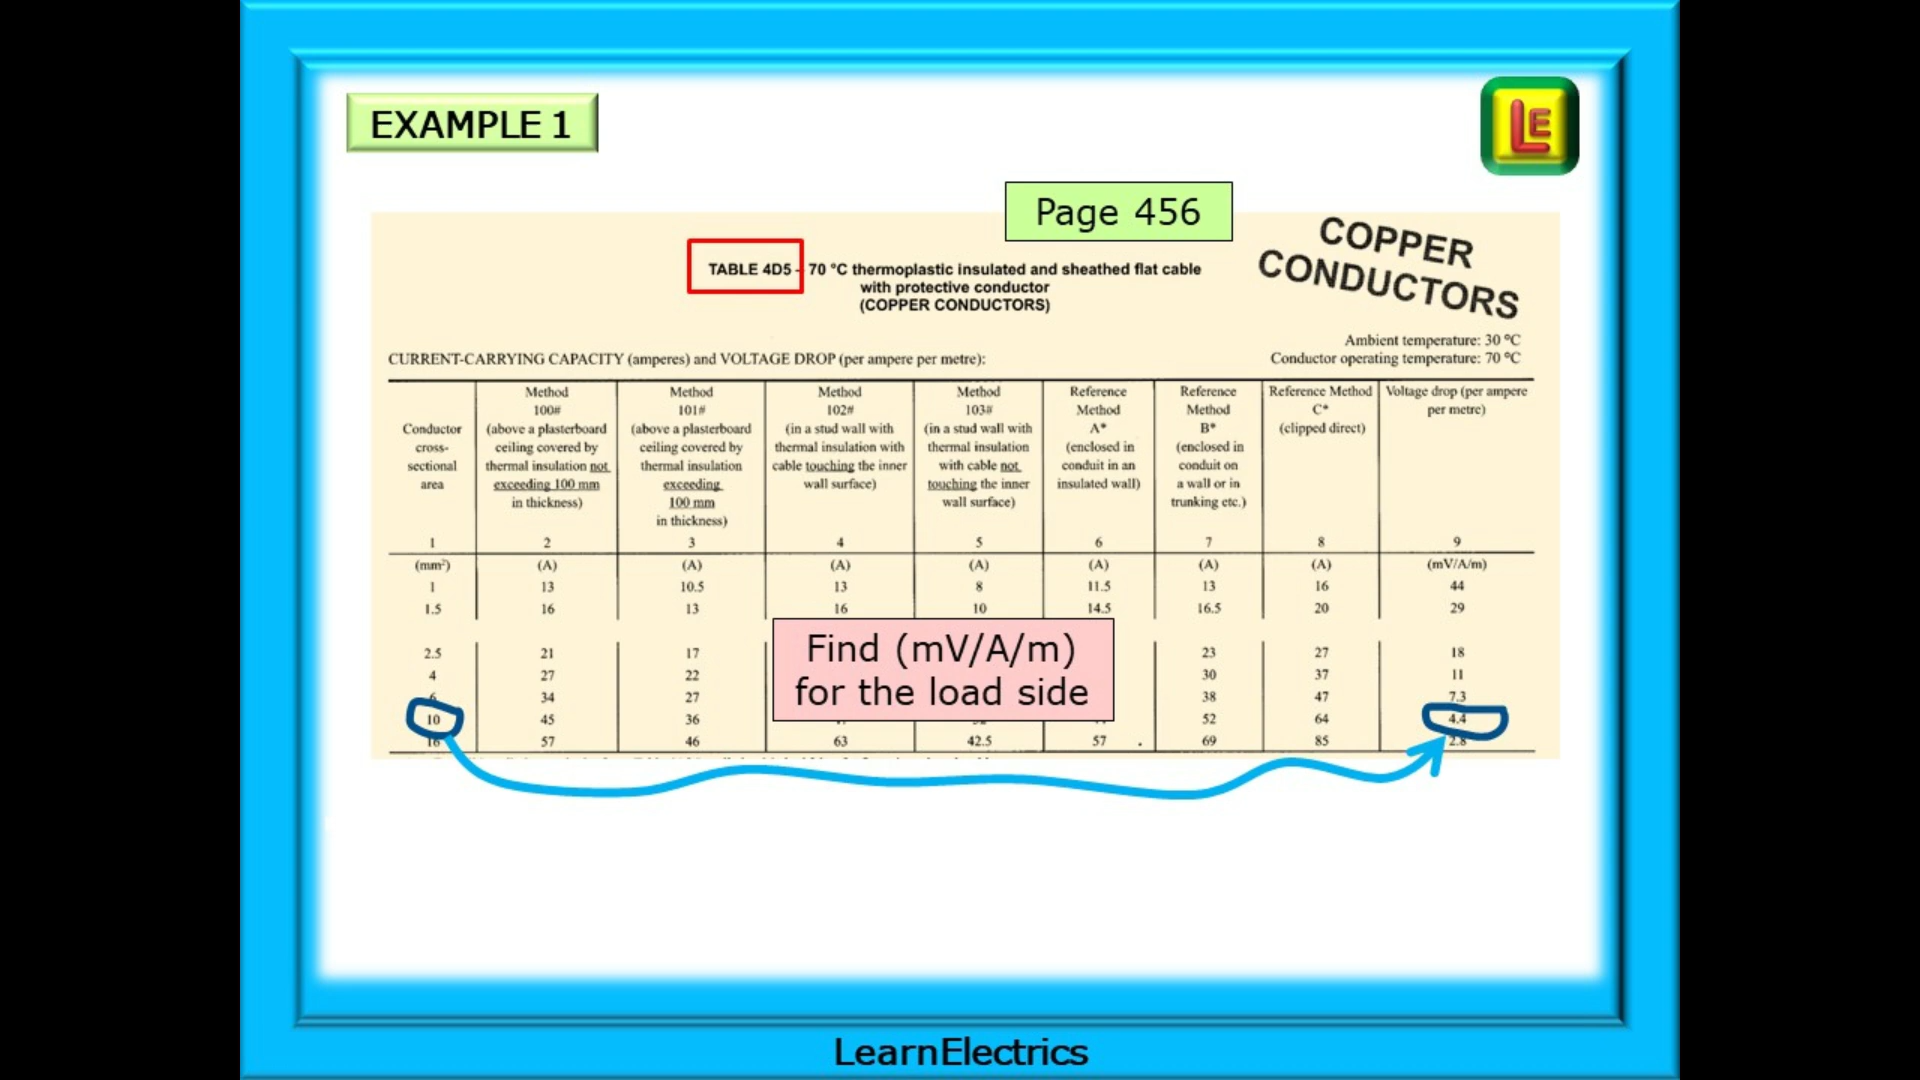 EXAMPLE 1
LE
Page 456
COPPER
CONDUCTORS
TABLE 4D5 – 70 °C thermoplastic insulated and sheathed flat cable
with protective conductor
(COPPER CONDUCTORS)
Ambient temperature: 30 °C
Conductor operating temperature: 70 °C
CURRENT-CARRYING CAPACITY (amperes) and VOLTAGE DROP (per ampere per metre):
Conductor
cross-
sectional
area
Method
100#
(above a plasterboard
ceiling covered by
thermal insulation not
exceeding 100 mm
in thickness)
Method
101#
(above a plasterboard
ceiling covered by
thermal insulation
exceeding
100 mm
in thickness)
Method
102#
(in a stud wall with
thermal insulation with
cable touching the inner
wall surface)
Method
103#
(in a stud wall with
thermal insulation
with cable not
touching the inner
wall surface)
Reference
Method
A*
(enclosed in
conduit in an
insulated wall)
Reference
Method
B*
(enclosed in
conduit on
a wall or in
trunking etc.)
Reference Method
C*
(clipped direct)
Voltage drop (per ampere
per metre)
1 2 3 4 5 6 7 8 9
(mm²) (A) (A) (A) (A) (A) (A) (A) (mV/A/m)
1 13 10.5 13 8 11.5 13 16 44
1.5 16 13 16 10 14.5 16.5 20 29
2.5 21 17 23 27 18
4 27 22 30 37 11
6 34 27 38 47 7.3
10 45 36 52 64 4.4
16 57 46 63 42.5 57 69 85 2.8
Find (mV/A/m)
for the load side
LearnElectrics